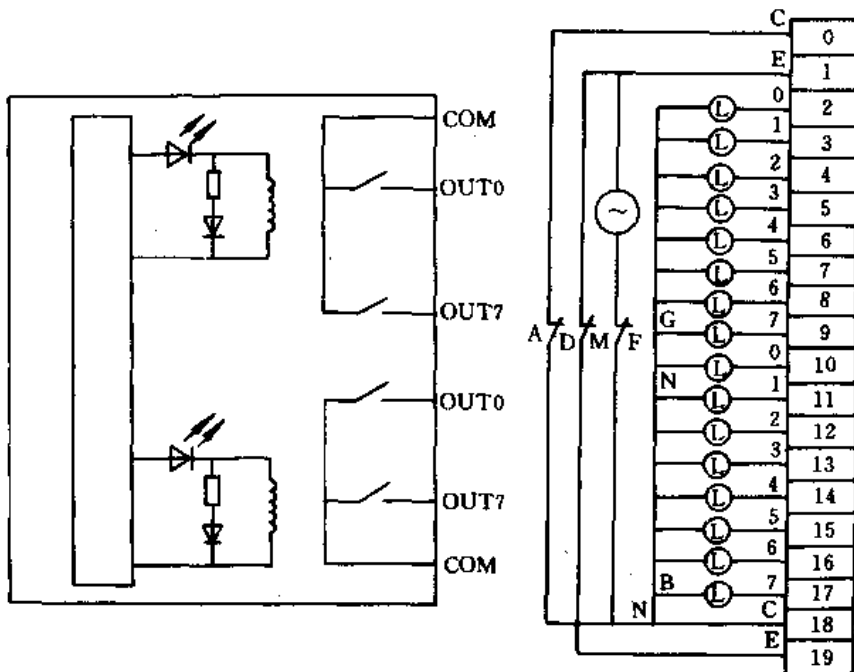 COM
OUT0
OUT7
OUT0
OUT7
COM
C 0
E 1
0 L 2
1 L 3
2 L 4
3 L 5
4 L 6
5 L 7
6 L 8
G 7 L 9
0 L 10
N 1 L 11
2 L 12
3 L 13
4 L 14
5 L 15
6 L 16
B 7 L 17
N C 18
E 19
~
A D M F